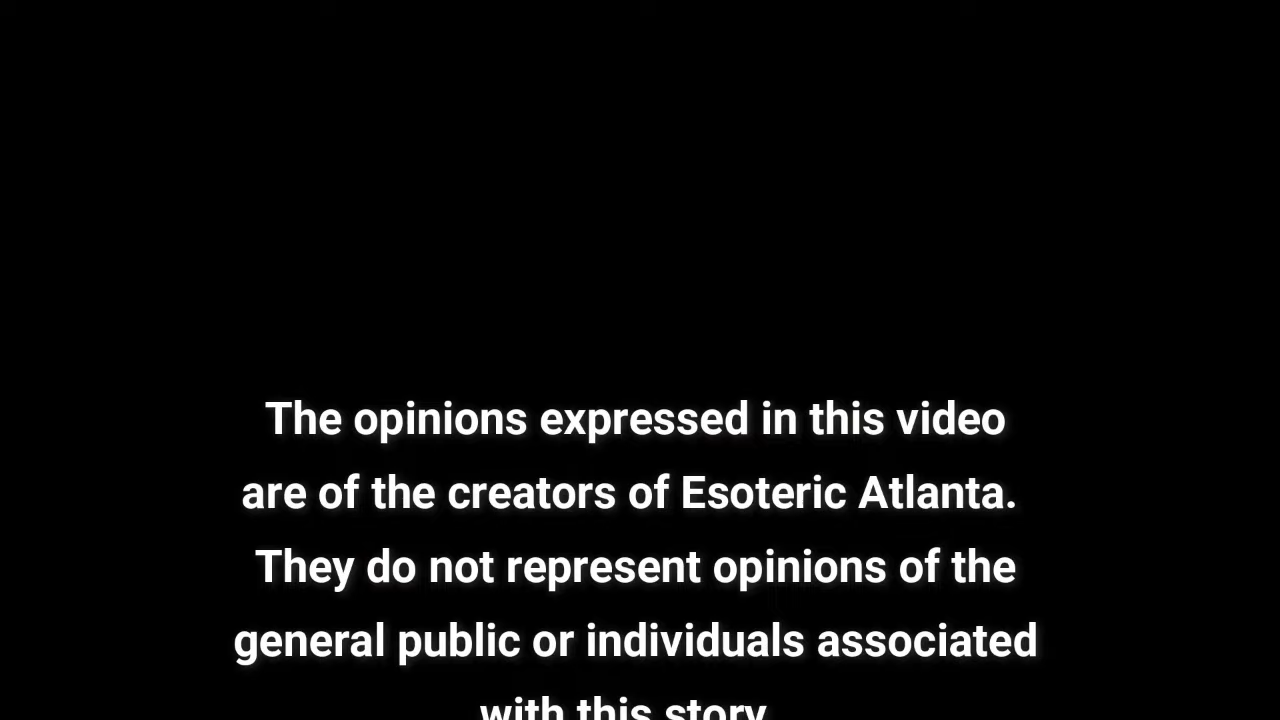 The opinions expressed in this video
are of the creators of Esoteric Atlanta.
They do not represent opinions of the
general public or individuals associated
with this story